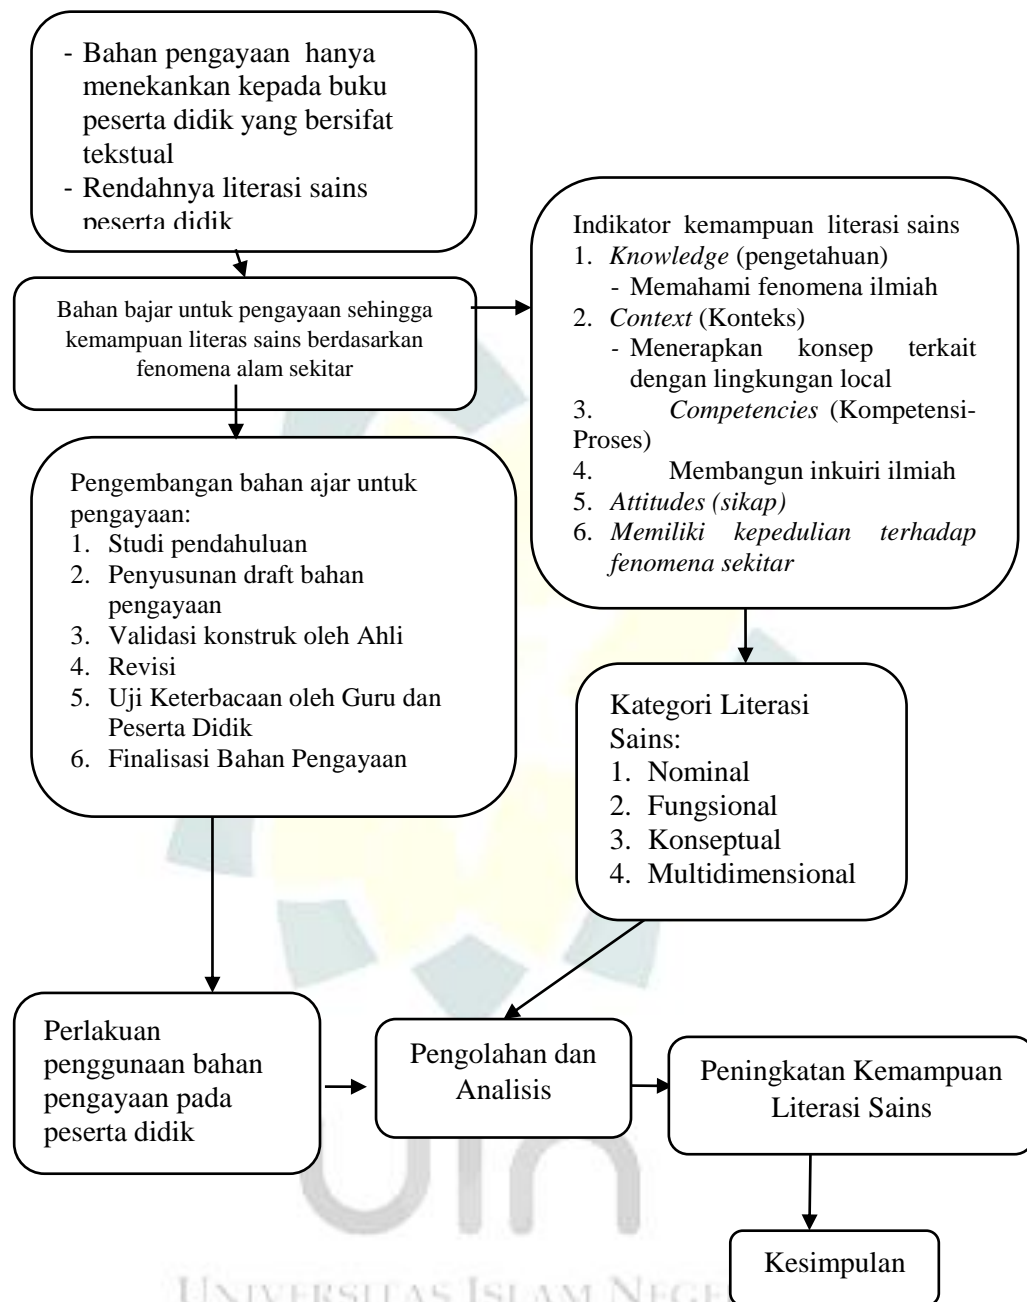 - Bahan pengayaan hanya
menekankan kepada buku
peserta didik yang bersifat
tekstual
- Rendahnya literasi sains
peserta didik
Bahan bajar untuk pengayaan sehingga
kemampuan literas sains berdasarkan
fenomena alam sekitar
Indikator kemampuan literasi sains
1. Knowledge (pengetahuan)
- Memahami fenomena ilmiah
2. Context (Konteks)
- Menerapkan konsep terkait
dengan lingkungan local
3. Competencies (Kompetensi-
Proses)
4. Membangun inkuiri ilmiah
5. Attitudes (sikap)
6. Memiliki kepedulian terhadap
fenomena sekitar
Pengembangan bahan ajar untuk
pengayaan:
1. Studi pendahuluan
2. Penyusunan draft bahan
pengayaan
3. Validasi konstruk oleh Ahli
4. Revisi
5. Uji Keterbacaan oleh Guru dan
Peserta Didik
6. Finalisasi Bahan Pengayaan
Kategori Literasi
Sains:
1. Nominal
2. Fungsional
3. Konseptual
4. Multidimensional
Perlakuan
penggunaan bahan
pengayaan pada
peserta didik
Pengolahan dan
Analisis
Peningkatan Kemampuan
Literasi Sains
Kesimpulan
uin
UNIVERSITAS ISLAM NEGE